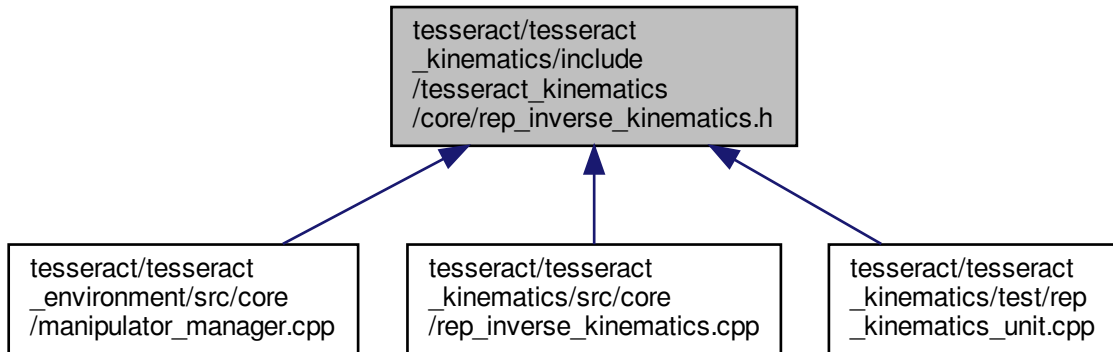 tesseract/tesseract
_kinematics/include
/tesseract_kinematics
/core/rep_inverse_kinematics.h
tesseract/tesseract
_environment/src/core
/manipulator_manager.cpp
tesseract/tesseract
_kinematics/src/core
/rep_inverse_kinematics.cpp
tesseract/tesseract
_kinematics/test/rep
_kinematics_unit.cpp